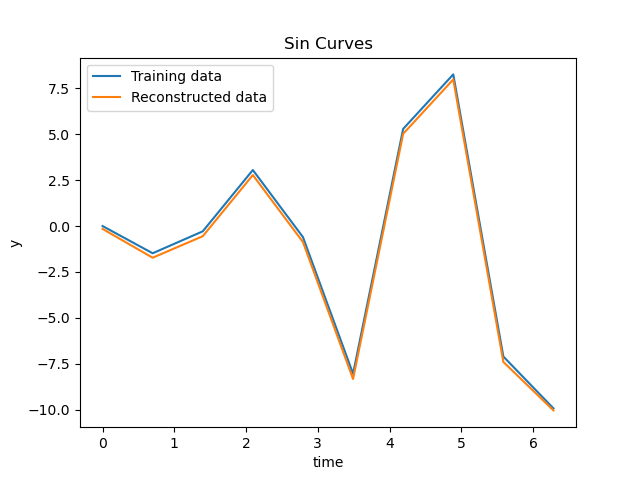 Sin Curves
Training data
Reconstructed data
7.5
5.0
2.5
0.0
−2.5
−5.0
−7.5
−10.0
y
0 1 2 3 4 5 6
time